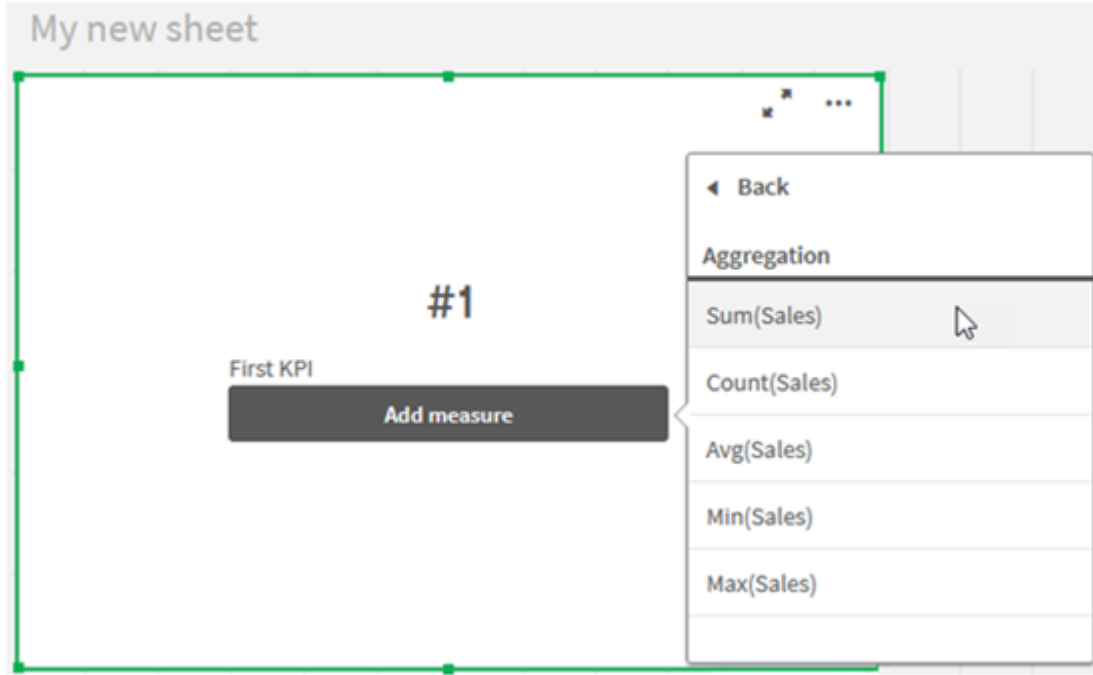 My new sheet
Back
Aggregation
#1
Sum(Sales)
First KPI
Count(Sales)
Add measure
Avg(Sales)
Min(Sales)
Max(Sales)